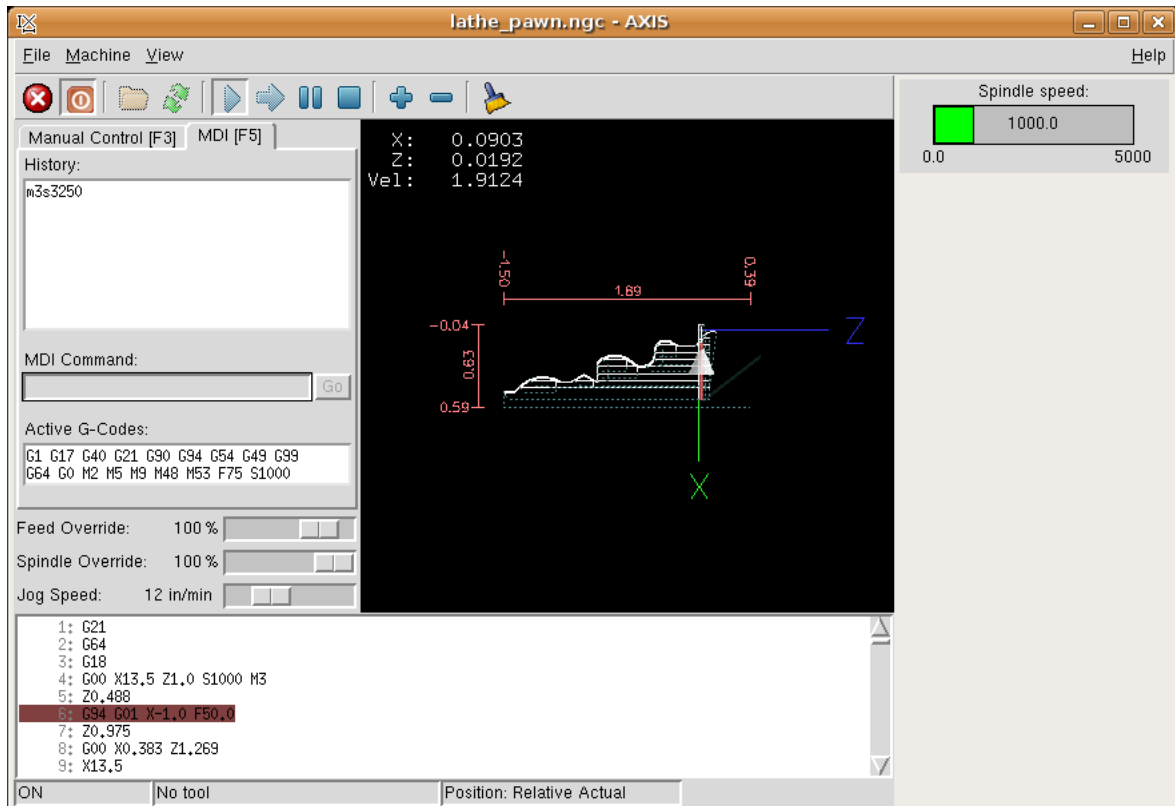 lathe_pawn.ngc - AXIS
File Machine View Help
Manual Control [F3] MDI [F5]
History:
m3s3250
MDI Command:
Go
Active G-Codes:
G1 G17 G40 G21 G90 G94 G54 G49 G99
G64 G0 M2 M5 M9 M48 M53 F75 S1000
Feed Override: 100 %
Spindle Override: 100 %
Jog Speed: 12 in/min
X: 0.0903
Z: 0.0192
Vel: 1.9124
-1.50
0.39
1.89
-0.04
0.63
0.59
Z
X
Spindle speed:
1000.0
0.0 5000
1: G21
2: G64
3: G18
4: G00 X13.5 Z1.0 S1000 M3
5: Z0.488
6: G94 G01 X-1.0 F50.0
7: Z0.975
8: G00 X0.383 Z1.269
9: X13.5
ON No tool Position: Relative Actual